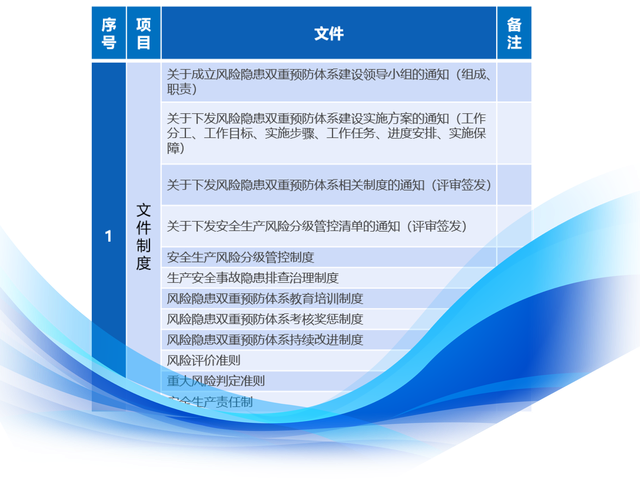 序号 项目 文件 备注
1 文件制度
关于成立风险隐患双重预防体系建设领导小组的通知（组成、
职责）
关于下发风险隐患双重预防体系建设实施方案的通知（工作
分工、工作目标、实施步骤、工作任务、进度安排、实施保
障）
关于下发风险隐患双重预防体系相关制度的通知（评审签发）
关于下发安全生产风险分级管控清单的通知（评审签发）
安全生产风险分级管控制度
生产安全事故隐患排查治理制度
风险隐患双重预防体系教育培训制度
风险隐患双重预防体系考核奖惩制度
风险隐患双重预防体系持续改进制度
风险评价准则
重大风险判定准则
安全生产责任制